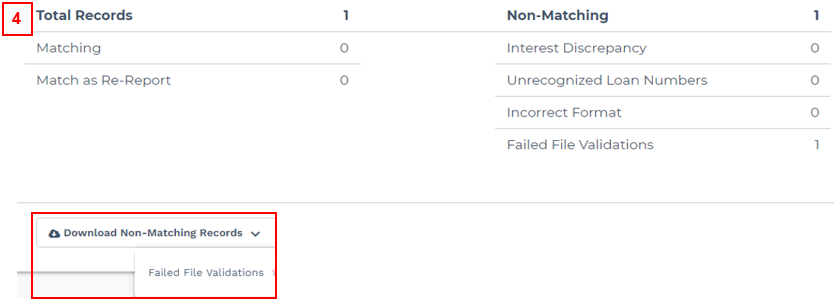 4
Total Records 1
Matching 0
Match as Re-Report 0
Non-Matching 1
Interest Discrepancy 0
Unrecognized Loan Numbers 0
Incorrect Format 0
Failed File Validations 1
Download Non-Matching Records
Failed File Validations